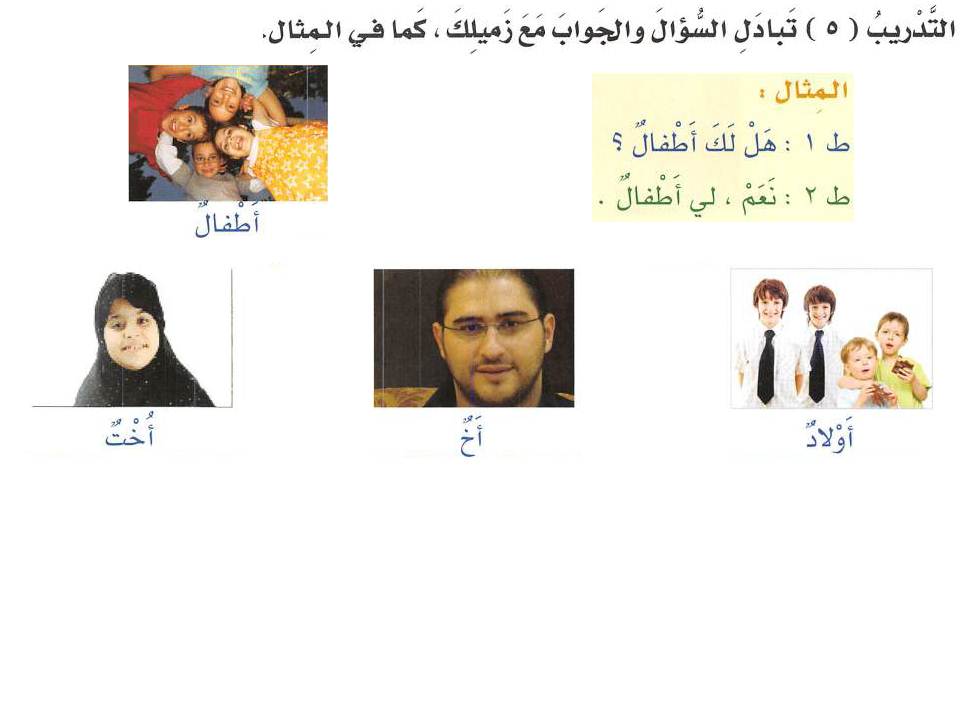 التَّدْريبُ ( ٥ ) تَبادَلِ السُّؤالَ والجَوابَ مَعَ زَميلِكَ ، كَما في المِثال.
المِثال :
ط ١ : هَلْ لَكَ أَطْفالٌ ؟
ط ٢ : نَعَمْ ، لي أَطْفالٌ .
أَطْفالٌ
أَوْلادٌ
أَخٌ
أُخْتٌ